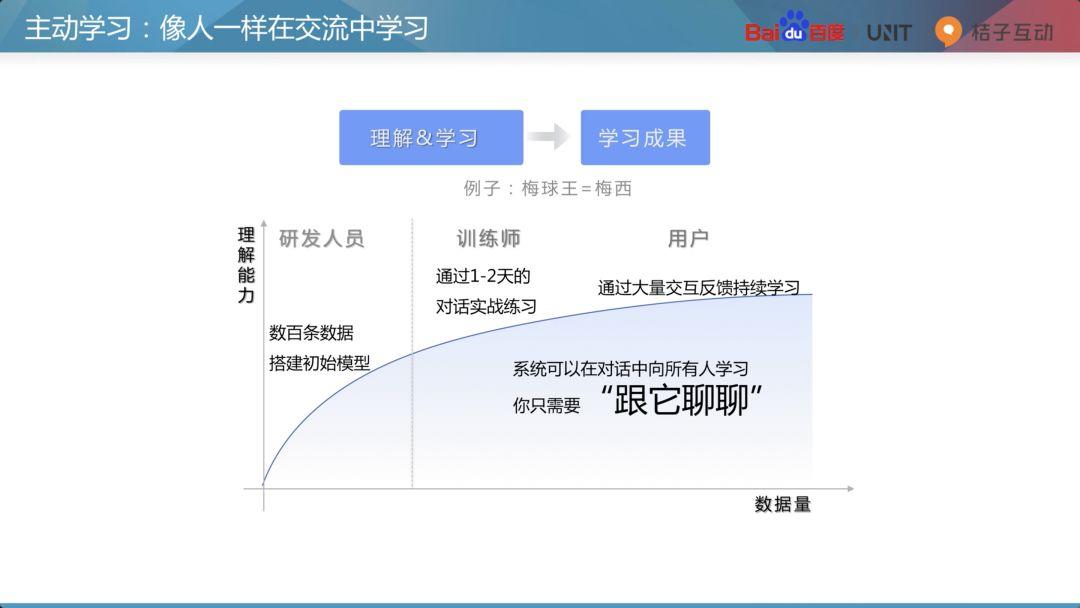 主动学习：像人一样在交流中学习
Baidu百度 UNIT 桔子互动
理解&学习
学习成果
例子：梅球王=梅西
理解能力
研发人员
训练师
用户
通过1-2天的
对话实战练习
通过大量交互反馈持续学习
数百条数据
搭建初始模型
系统可以在对话中向所有人学习
你只需要 “跟它聊聊”
数据量